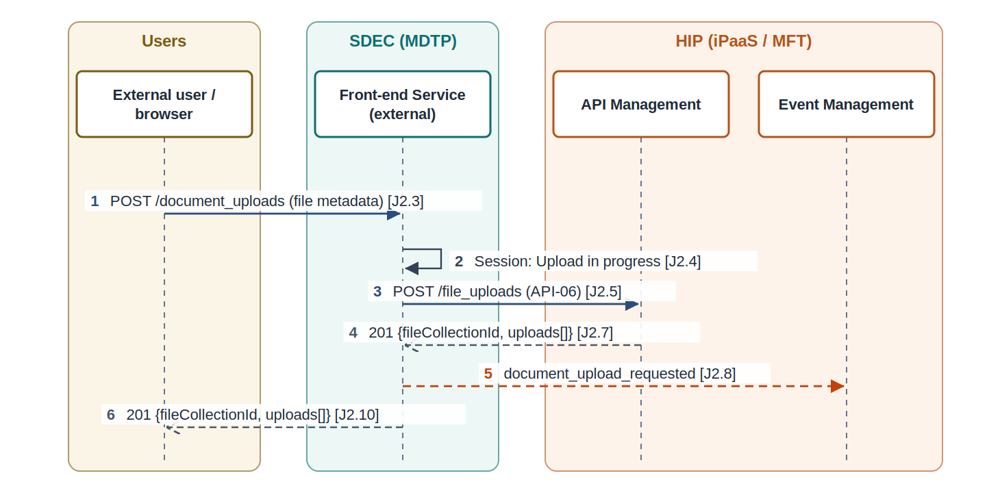 Users
SDEC (MDTP)
HIP (iPaaS / MFT)
External user /
browser
Front-end Service
(external)
API Management
Event Management
1 POST /document_uploads (file metadata) [J2.3]
2 Session: Upload in progress [J2.4]
3 POST /file_uploads (API-06) [J2.5]
4 201 {fileCollectionId, uploads[]} [J2.7]
5 document_upload_requested [J2.8]
6 201 {fileCollectionId, uploads[]} [J2.10]